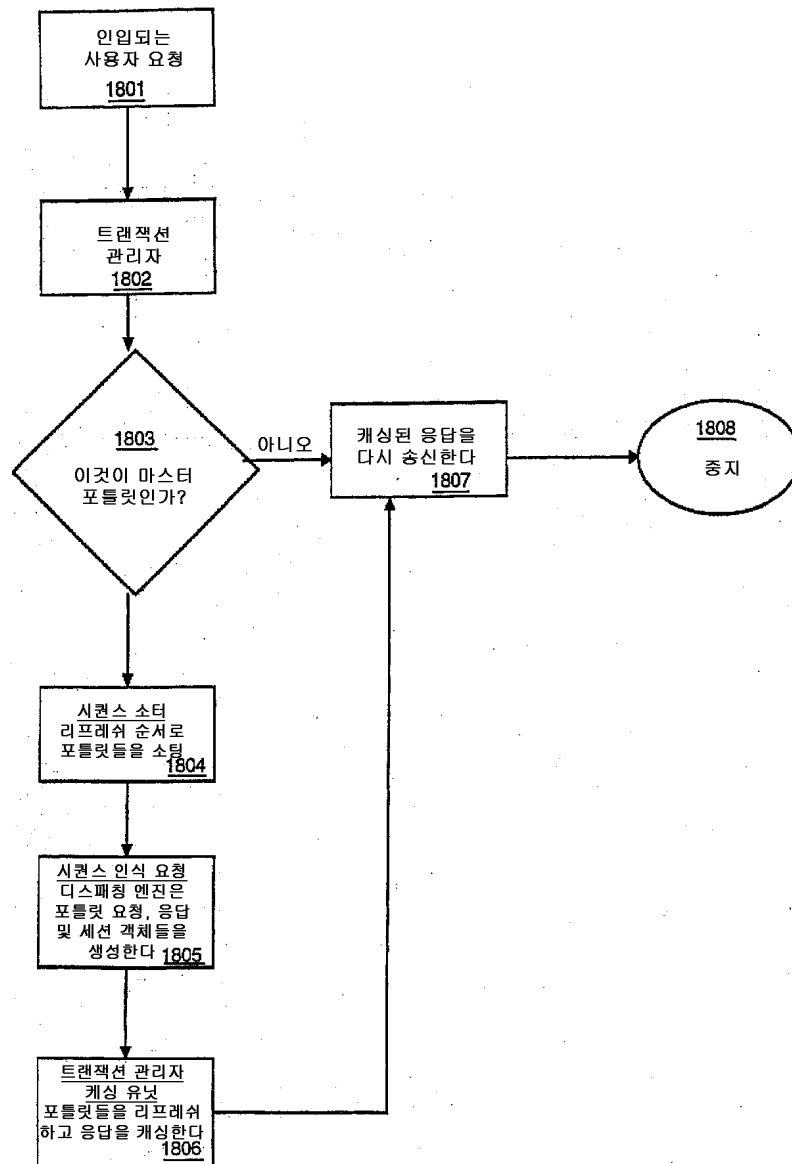 인입되는
사용자 요청
1801
트랜잭션
관리자
1802
1803
이것이 마스터
포틀릿인가?
아니오
캐싱된 응답을
다시 송신한다
1807
1808
중지
시퀀스 소터
리프레쉬 순서로
포틀릿들을 소팅
1804
시퀀스 인식 요청
디스패칭 엔진은
포틀릿 요청, 응답
및 세션 객체들을
생성한다 1805
트랜잭션 관리자
케싱 유닛
포틀릿들을 리프레쉬
하고 응답을 캐싱한다
1806